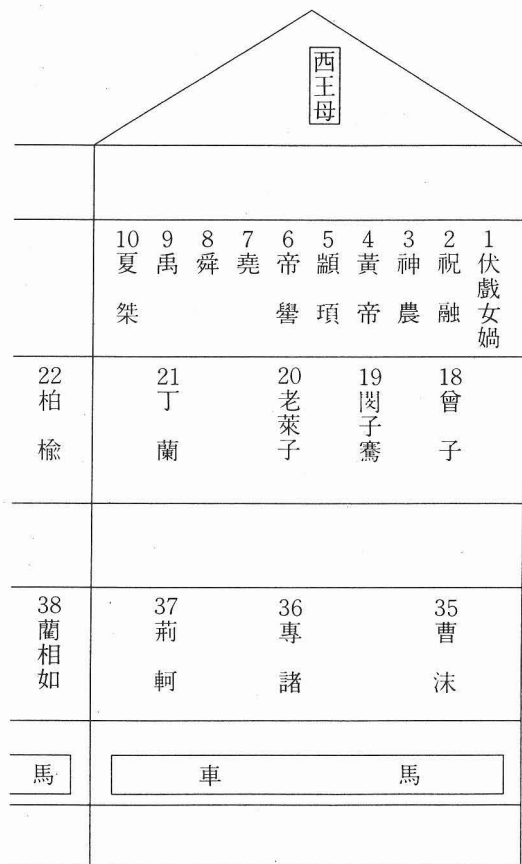 西王母
1 伏戲女媧
2 祝融
3 神農
4 黃帝
5 顓頊
6 帝嚳
7 堯
8 舜
9 禹
10 夏桀
18 曾子
19 閔子騫
20 老萊子
21 丁蘭
22 柏楡
35 曹沫
36 專諸
37 荊軻
38 藺相如
馬車
馬